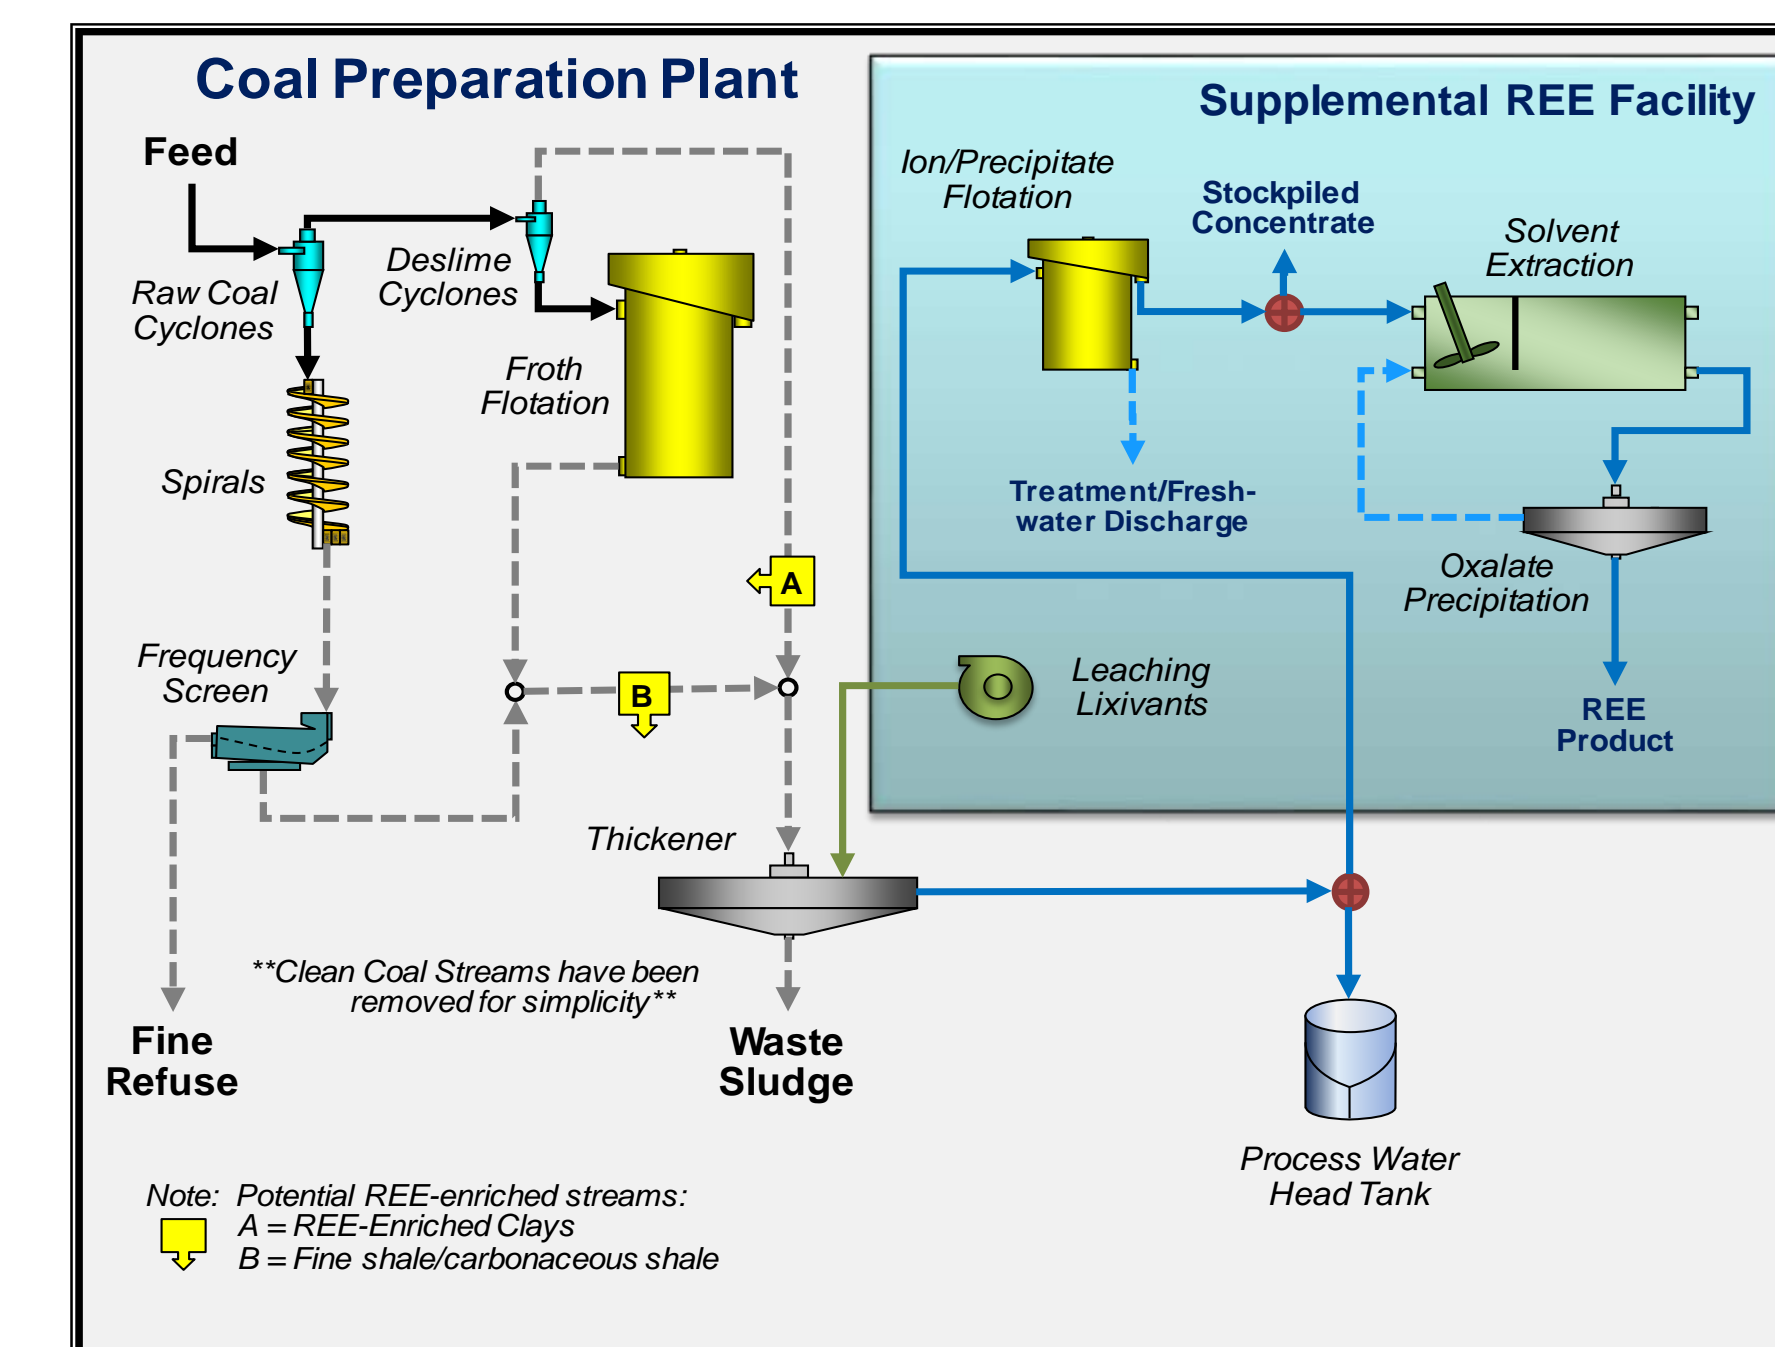 Coal Preparation Plant
Supplemental REE Facility
Feed
Ion/Precipitate
Flotation
Stockpiled
Concentrate
Solvent
Extraction
Deslime
Cyclones
Raw Coal
Cyclones
Froth
Flotation
Spirals
Treatment/Fresh-
water Discharge
A
Oxalate
Precipitation
Frequency
Screen
B
Leaching
Lixivants
REE
Product
Thickener
**Clean Coal Streams have been
removed for simplicity**
Fine
Refuse
Waste
Sludge
Process Water
Head Tank
Note: Potential REE-enriched streams:
A = REE-Enriched Clays
B = Fine shale/carbonaceous shale